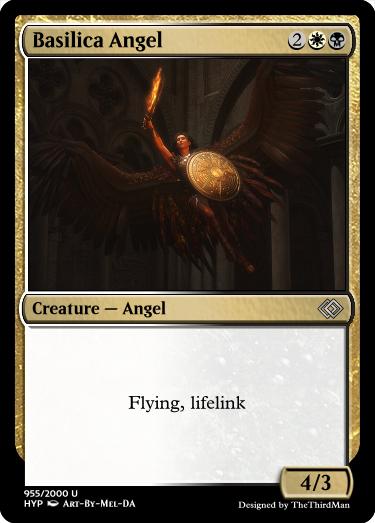 Basilica Angel 2
Creature — Angel
Flying, lifelink
4/3
955/2000 U
HYP Art-By-Mel-DA
Designed by TheThirdMan